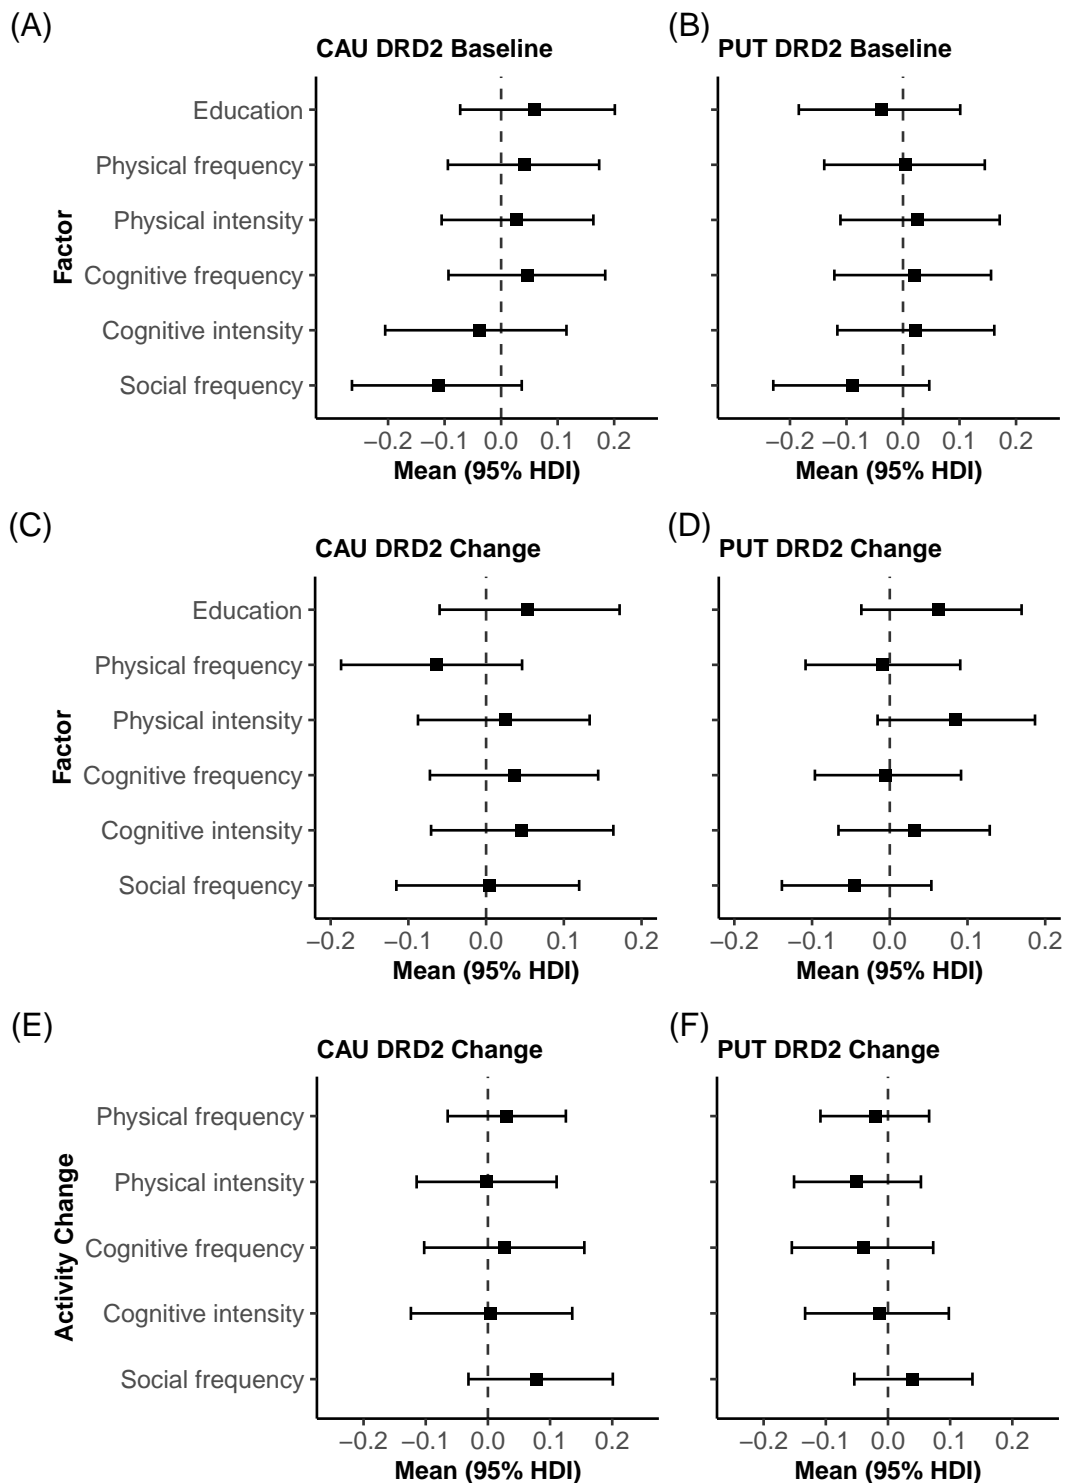 (A)
CAU DRD2 Baseline
Factor
Education
Physical frequency
Physical intensity
Cognitive frequency
Cognitive intensity
Social frequency
−0.2 −0.1 0.0 0.1 0.2
Mean (95% HDI)
(B)
PUT DRD2 Baseline
−0.2 −0.1 0.0 0.1 0.2
Mean (95% HDI)
(C)
CAU DRD2 Change
Factor
Education
Physical frequency
Physical intensity
Cognitive frequency
Cognitive intensity
Social frequency
−0.2 −0.1 0.0 0.1 0.2
Mean (95% HDI)
(D)
PUT DRD2 Change
−0.2 −0.1 0.0 0.1 0.2
Mean (95% HDI)
(E)
CAU DRD2 Change
Activity Change
Physical frequency
Physical intensity
Cognitive frequency
Cognitive intensity
Social frequency
−0.2 −0.1 0.0 0.1 0.2
Mean (95% HDI)
(F)
PUT DRD2 Change
−0.2 −0.1 0.0 0.1 0.2
Mean (95% HDI)